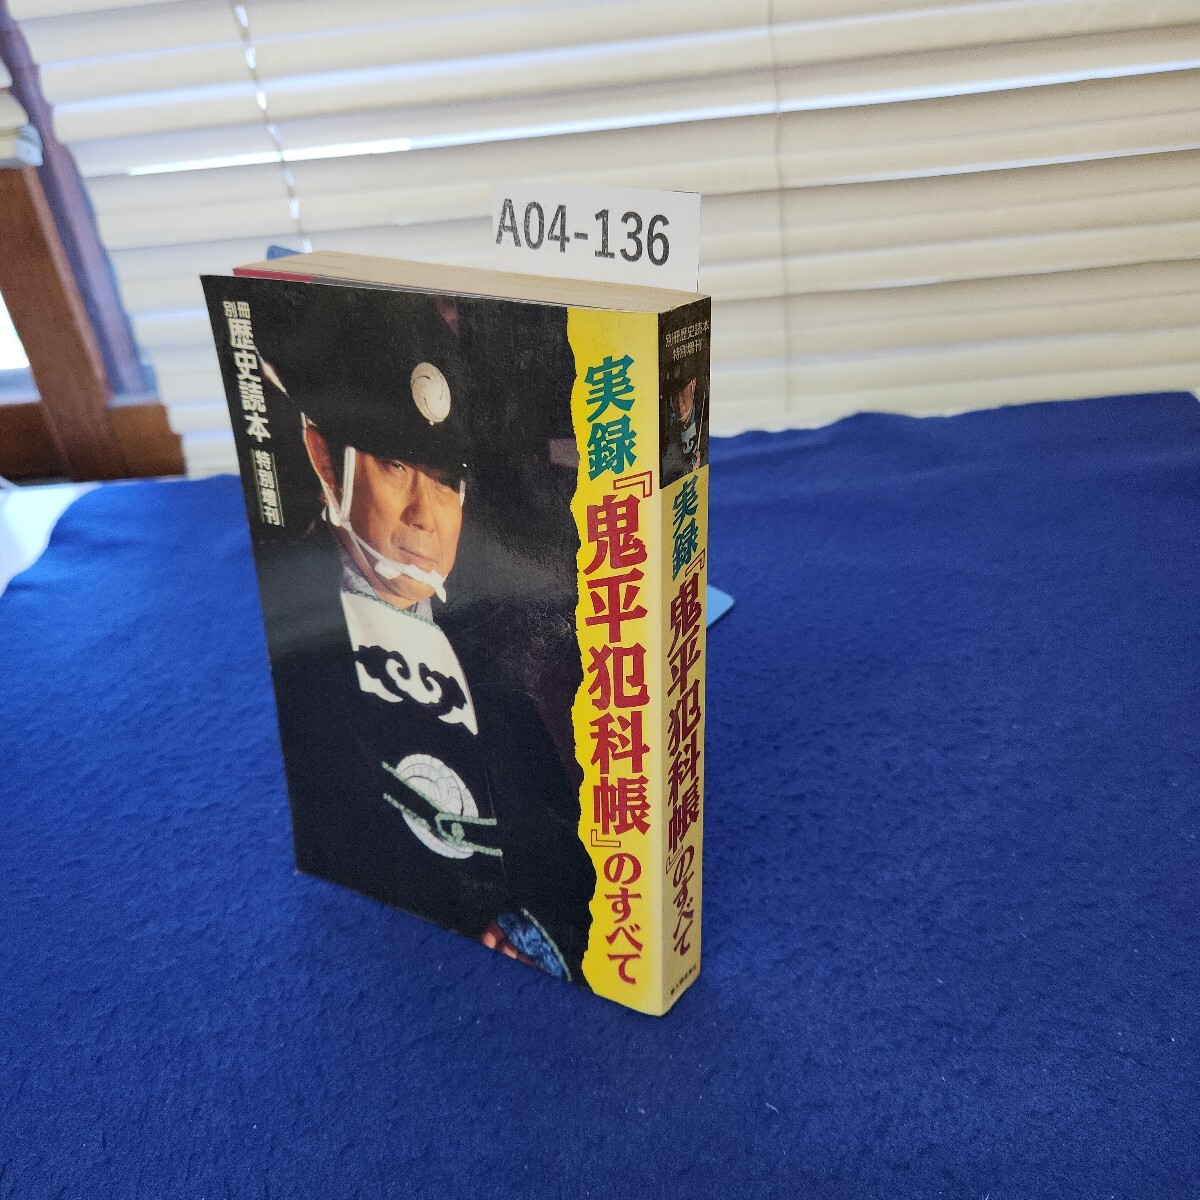 A04-136
別冊
歴史読本
特別増刊
実録
『鬼平犯科帳』のすべて
別冊歴史読本
特別増刊
実録
『鬼平犯科帳』のすべて